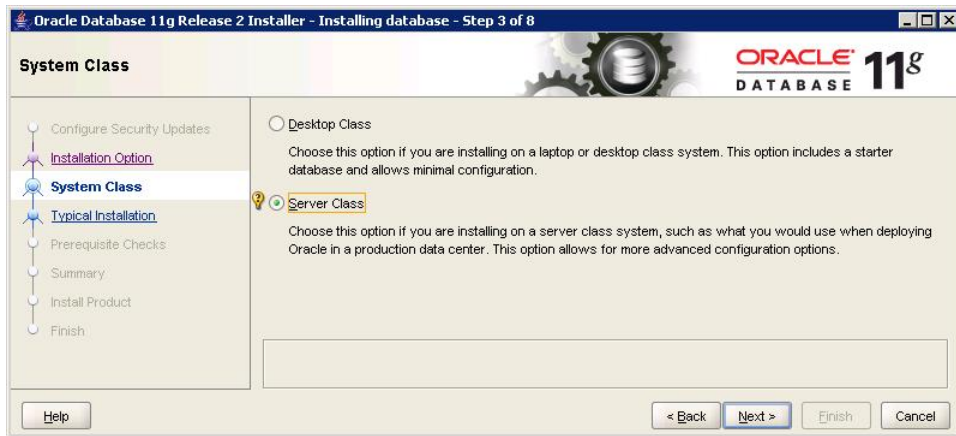 Oracle Database 11g Release 2 Installer - Installing database - Step 3 of 8
System Class
ORACLE
DATABASE 11g
Configure Security Updates
Installation Option
System Class
Typical Installation
Prerequisite Checks
Summary
Install Product
Finish
Desktop Class
Choose this option if you are installing on a laptop or desktop class system. This option includes a starter
database and allows minimal configuration.
Server Class
Choose this option if you are installing on a server class system, such as what you would use when deploying
Oracle in a production data center. This option allows for more advanced configuration options.
Help
< Back
Next >
Finish
Cancel